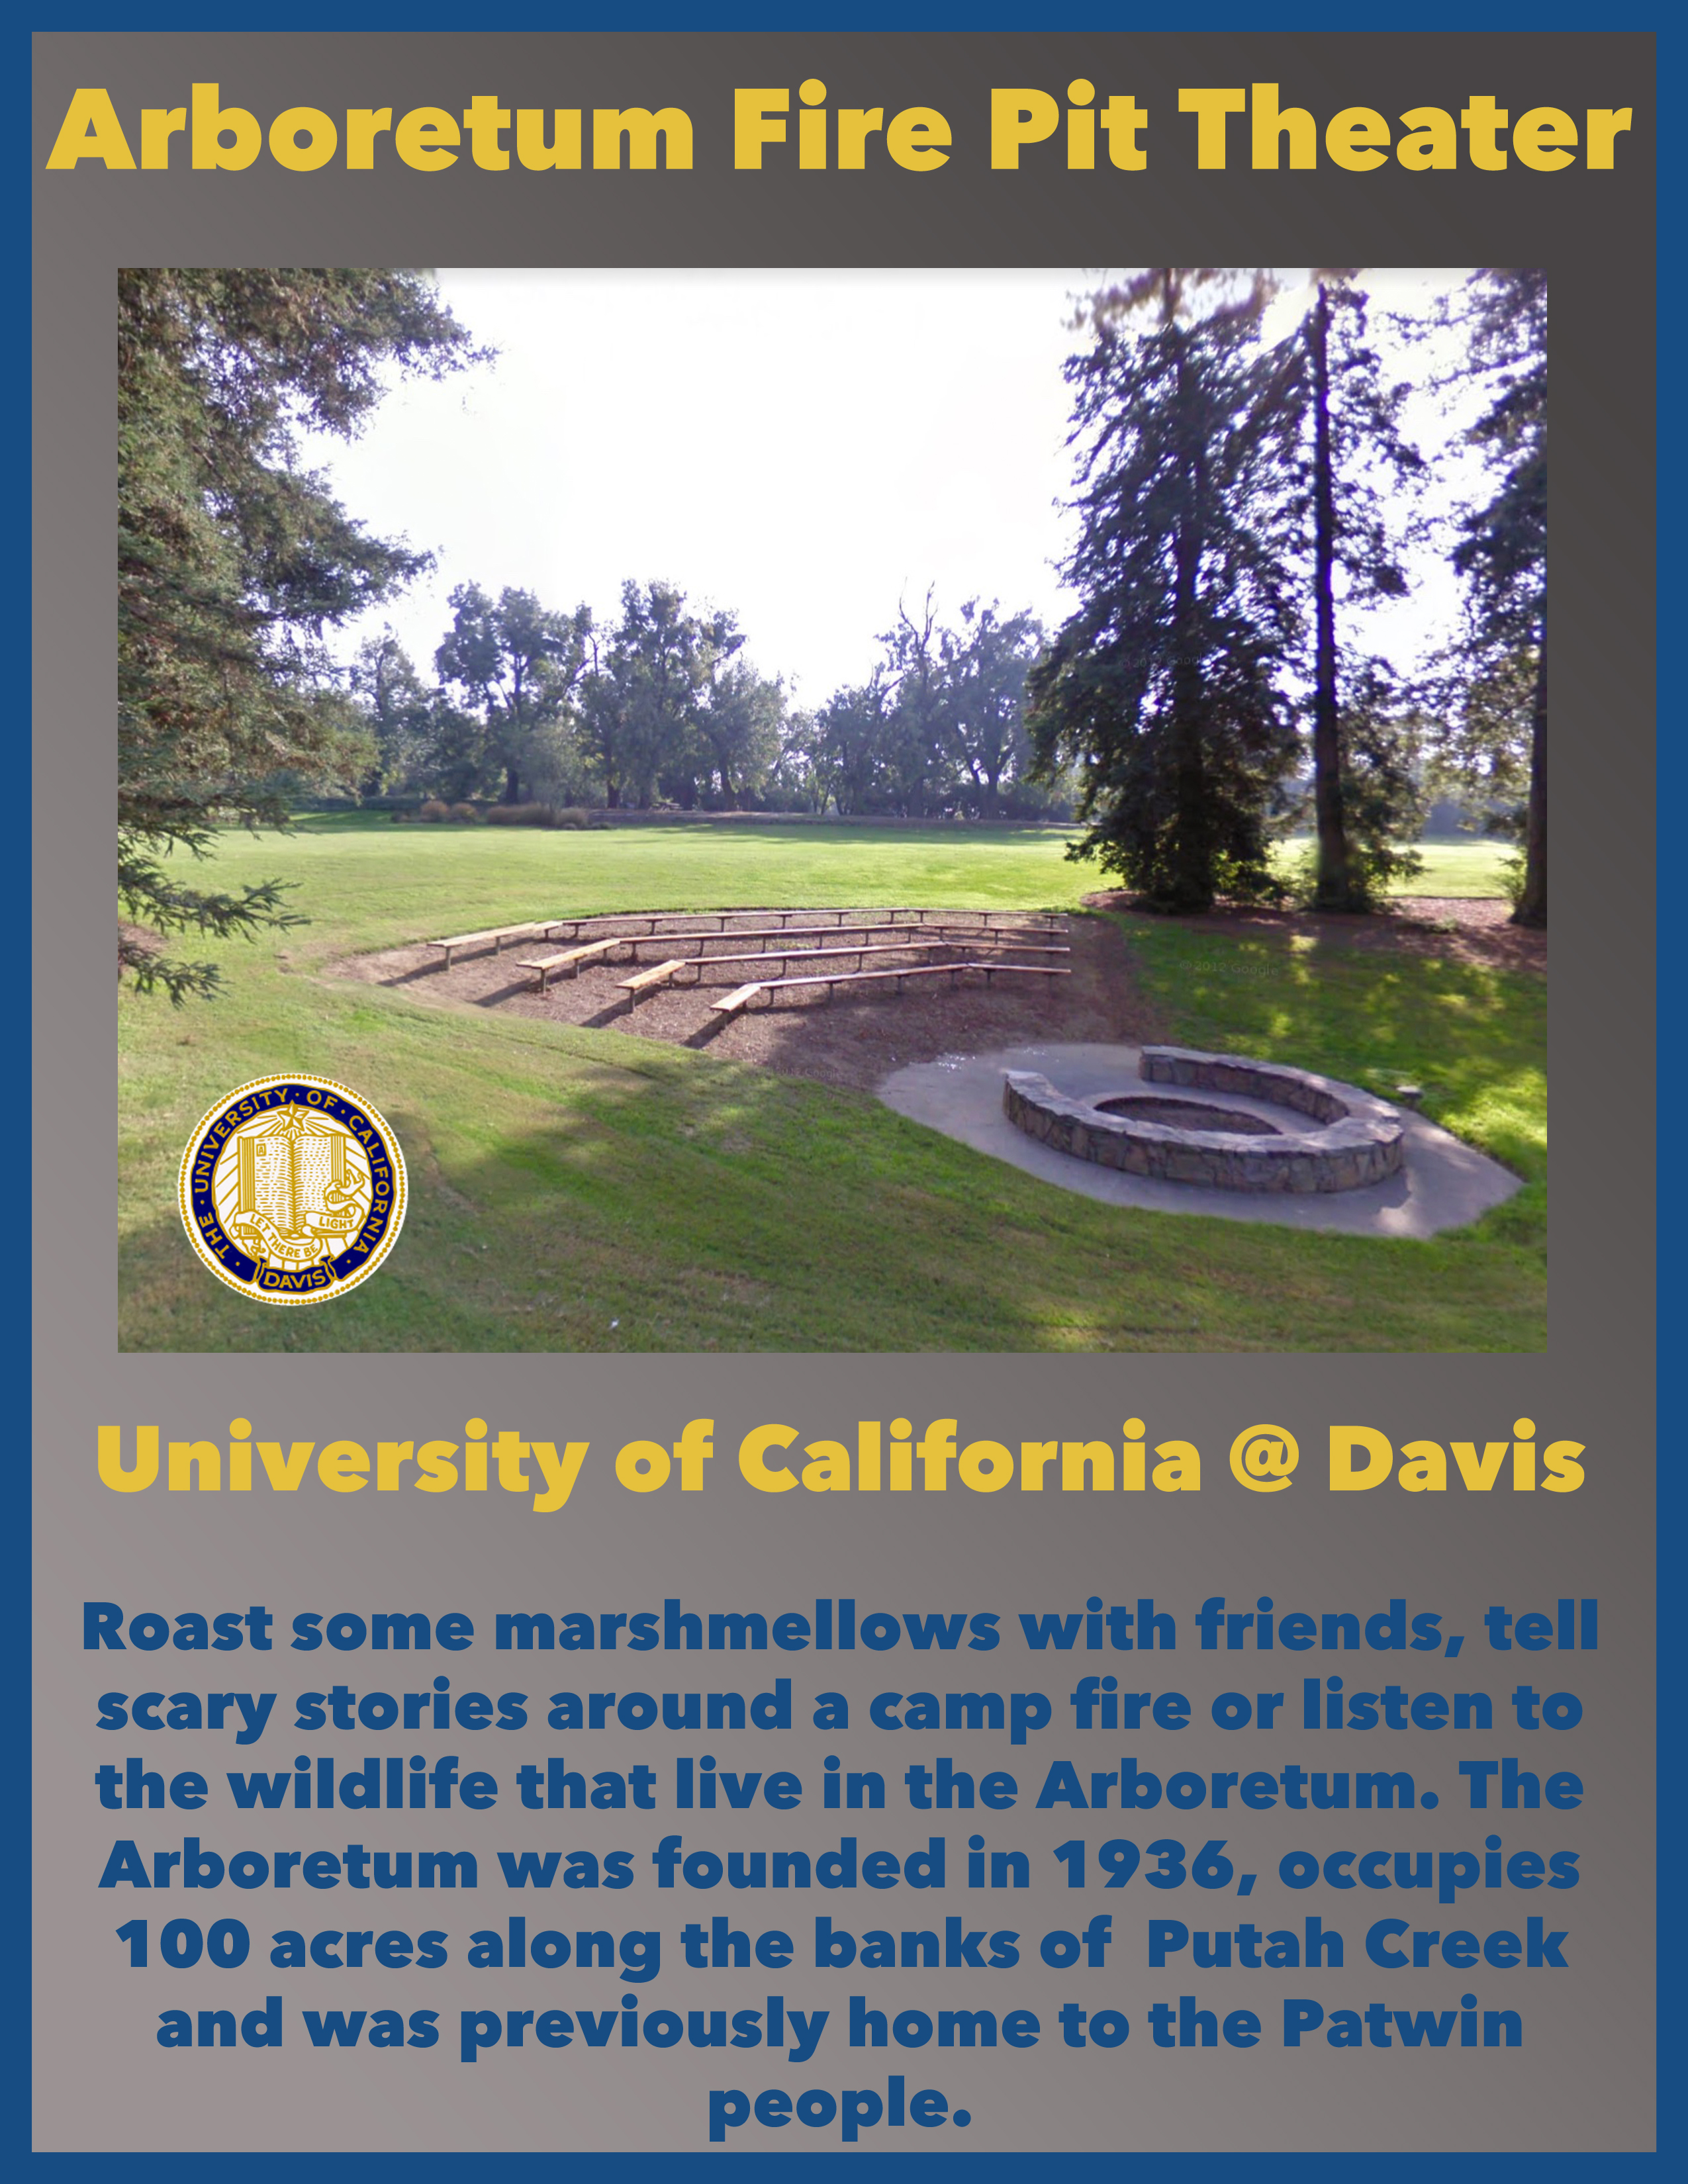 Arboretum Fire Pit Theater
© 2012 Google
THE · UNIVERSITY · OF · CALIFORNIA
A
LET THERE BE LIGHT
DAVIS
University of California @ Davis
Roast some marshmellows with friends, tell
scary stories around a camp fire or listen to
the wildlife that live in the Arboretum. The
Arboretum was founded in 1936, occupies
100 acres along the banks of  Putah Creek
and was previously home to the Patwin
people.